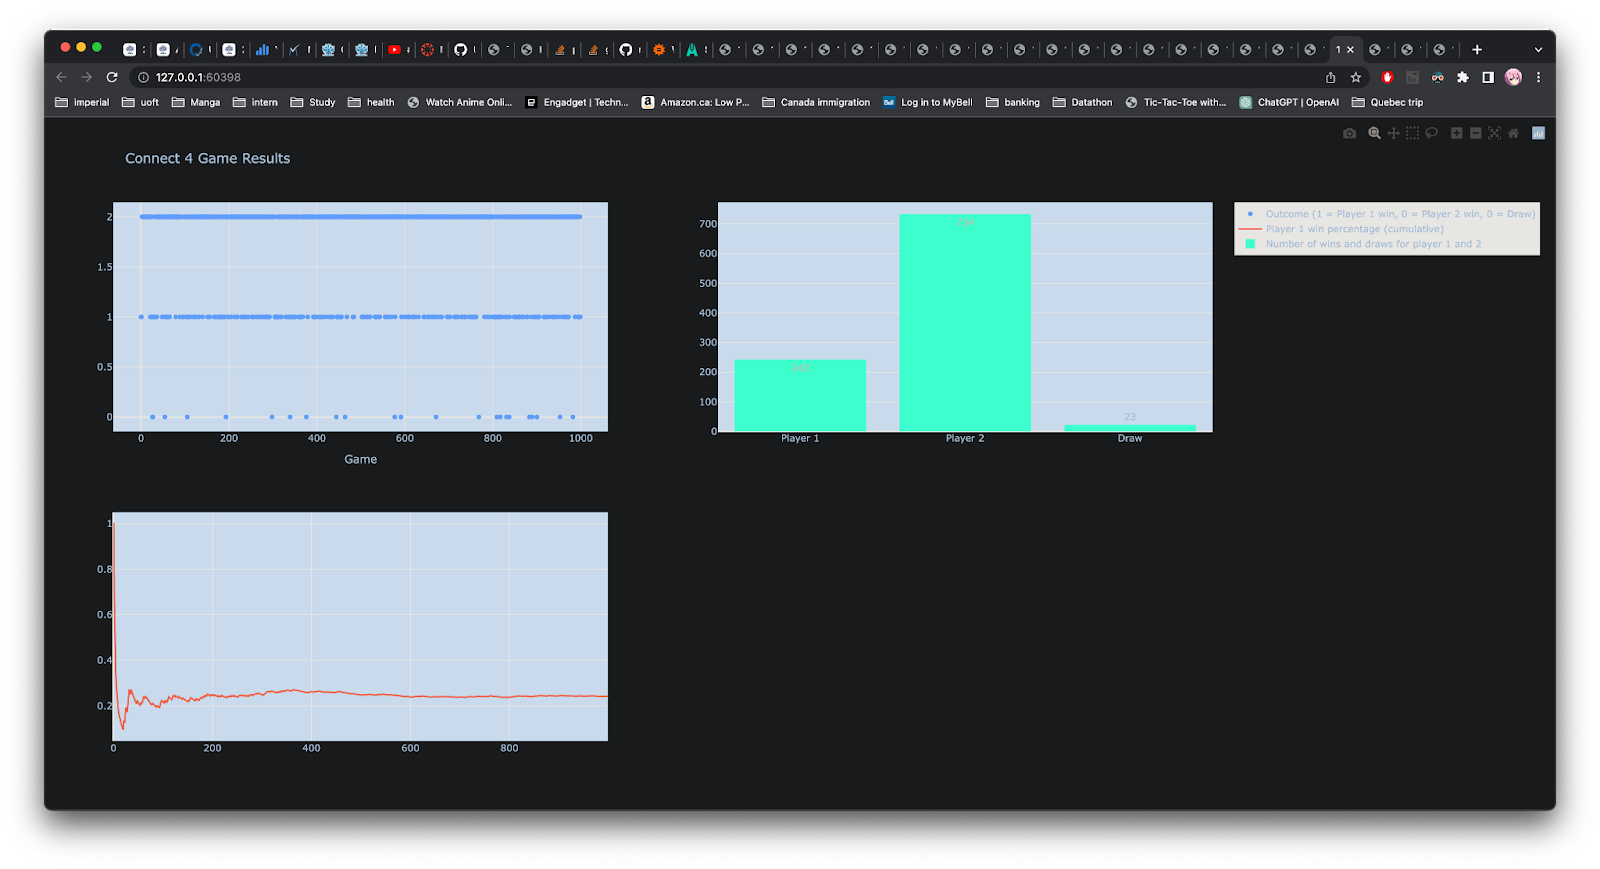 127.0.0.1:60398
imperial uoft Manga intern Study health Watch Anime Onli... Engadget | Techn... Amazon.ca: Low P... Canada immigration Log in to MyBell banking Datathon Tic-Tac-Toe with... ChatGPT | OpenAI Quebec trip
Connect 4 Game Results
2
1.5
1
0.5
0
0 200 400 600 800 1000
Game
700
600
500
400
300
200
100
0
23
Player 1 Player 2 Draw
Outcome (1 = Player 1 win, 0 = Player 2 win, 0 = Draw)
Player 1 win percentage (cumulative)
Number of wins and draws for player 1 and 2
1
0.8
0.6
0.4
0.2
0 200 400 600 800